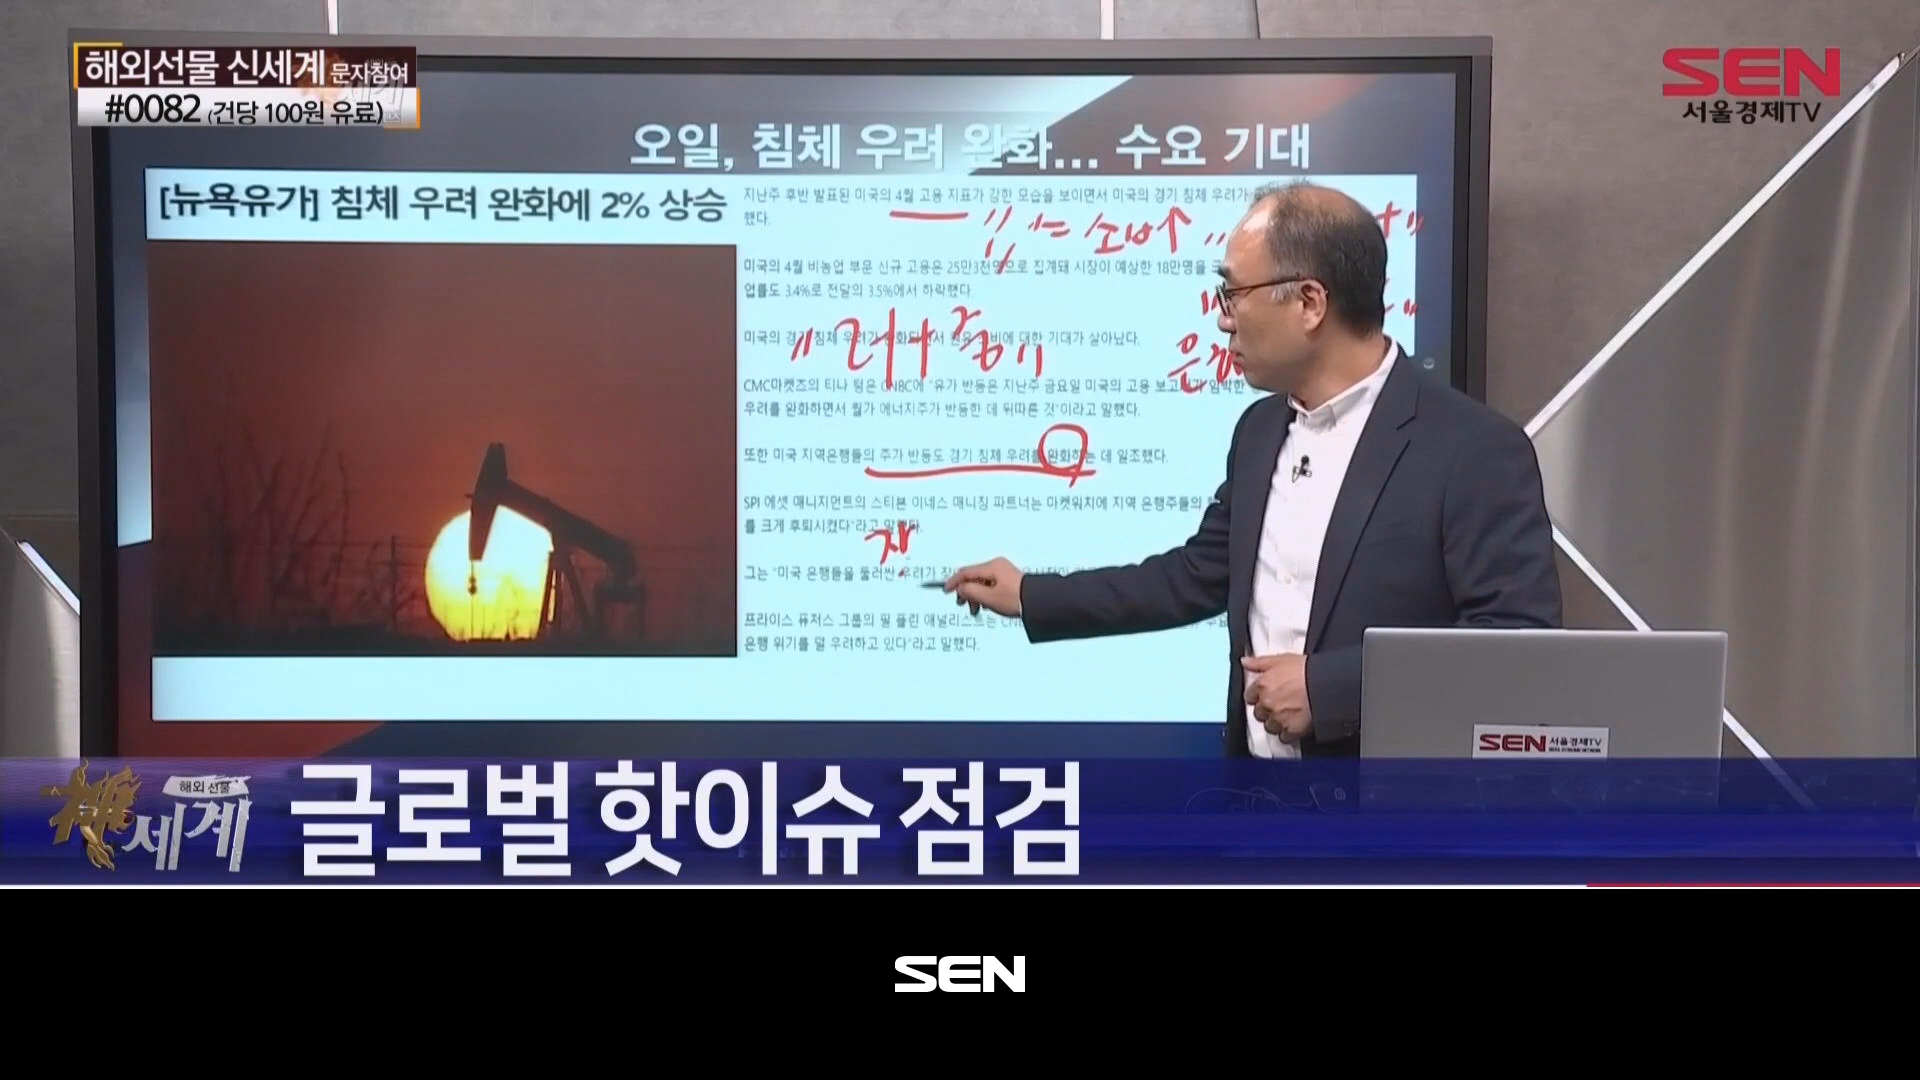 해외선물 신세계 문자참여
#0082 (건당 100원 유료)
SEN
서울경제TV
오일, 침체 우려 완화... 수요 기대
[뉴욕유가] 침체 우려 완화에 2% 상승
지난주 후반 발표된 미국의 4월 고용 지표가 강한 모습을 보이면서 미국의 경기 침체 우려가
했다.
소비↑
미국의 4월 비농업 부문 신규 고용은 25만3천명으로 집계돼 시장이 예상한 18만명을
업률도 3.4%로 전달의 3.5%에서 하락했다.
미국의 경기 침체 우려가 완화되면서 원유 소비에 대한 기대가 살아났다.
CMC마켓즈의 티나 텅은 CNBC에 "유가 반등은 지난주 금요일 미국의 고용 보고서가 임박한
우려를 완화하면서 월가 에너지주가 반등한 데 뒤따른 것"이라고 말했다.
또한 미국 지역은행들의 주가 반등도 경기 침체 우려를 완화하는 데 일조했다.
SPI 에셋 매니지먼트의 스티븐 이네스 매니징 파트너는 마켓워치에 지역 은행주들의
를 크게 후퇴시켰다"라고 말했다.
그는 "미국 은행들을 둘러싼 우려가
프라이스 퓨처스 그룹의 필 플린 애널리스트는
은행 위기를 덜 우려하고 있다"라고 말했다.
SEN 서울경제TV
해외 선물
神세계
글로벌 핫이슈 점검
SEN